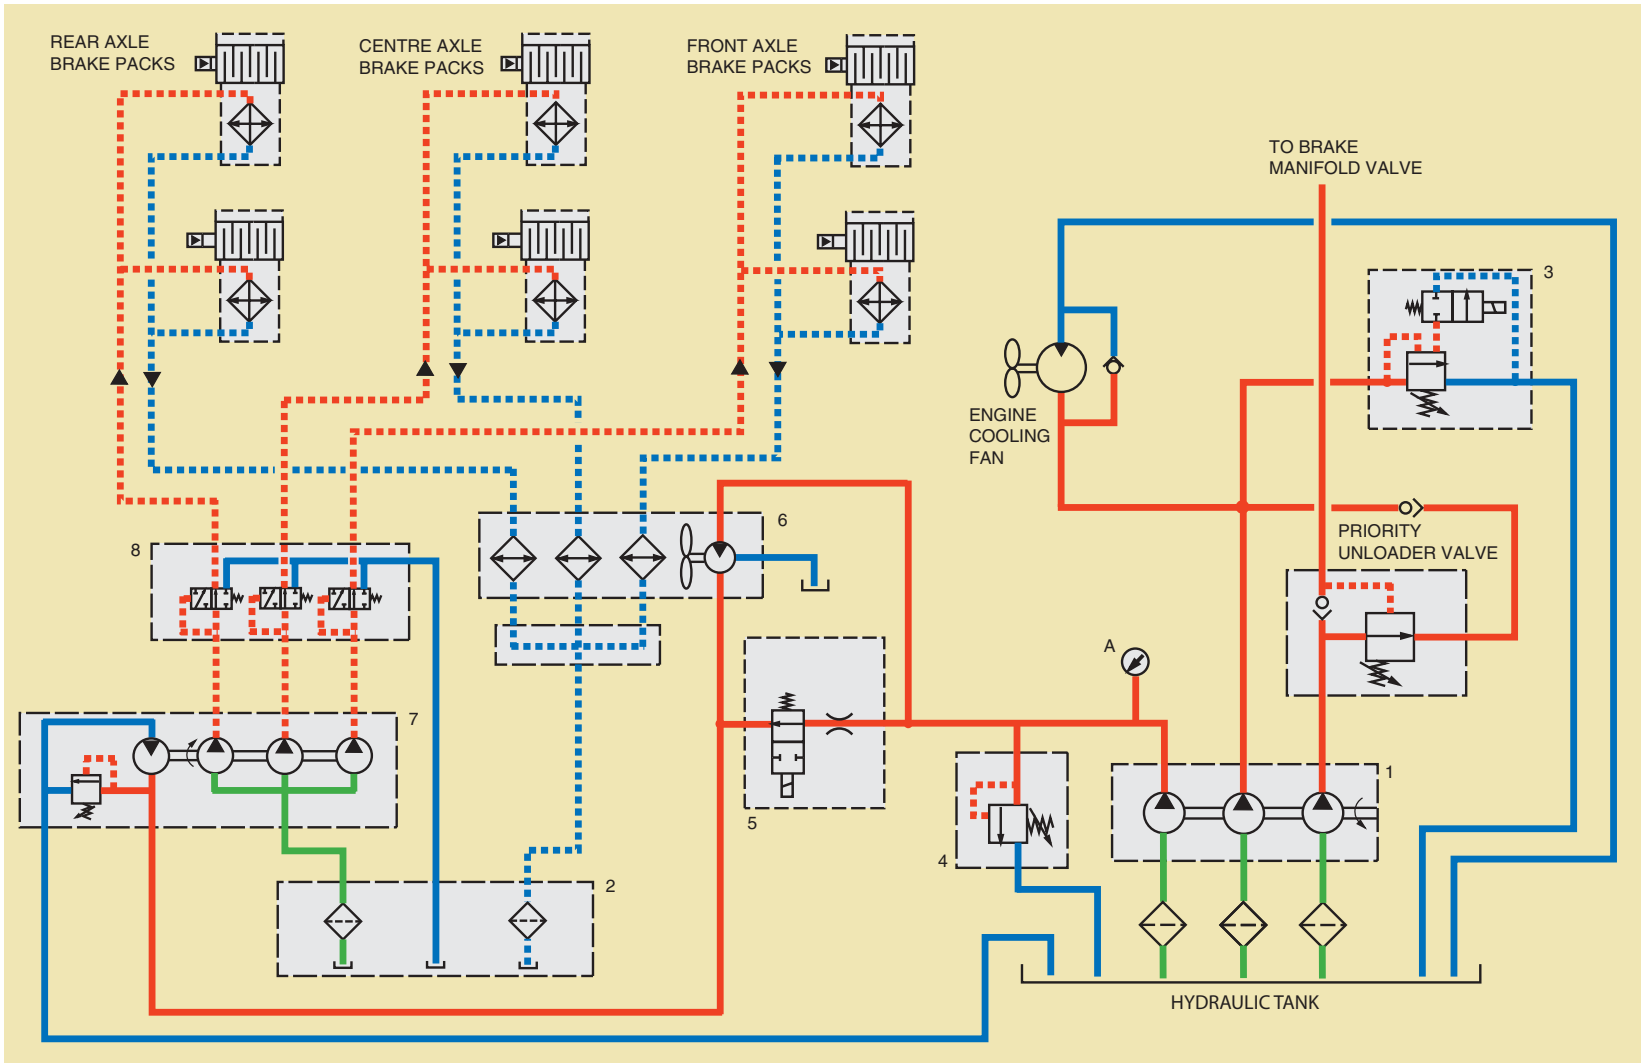 REAR AXLE
BRAKE PACKS
CENTRE AXLE
BRAKE PACKS
FRONT AXLE
BRAKE PACKS
TO BRAKE
MANIFOLD VALVE
3
ENGINE
COOLING
FAN
PRIORITY
UNLOADER VALVE
6
8
A
7
5
4
1
2
HYDRAULIC TANK